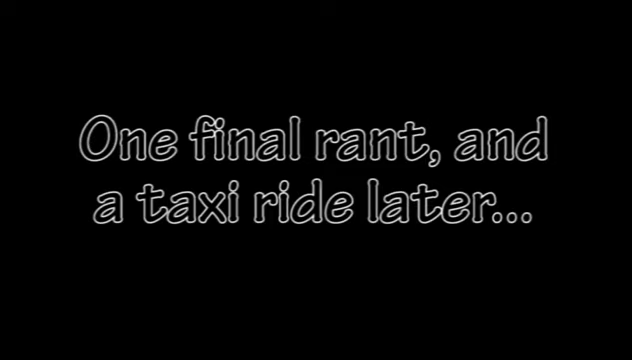 One final rant, and
a taxi ride later...